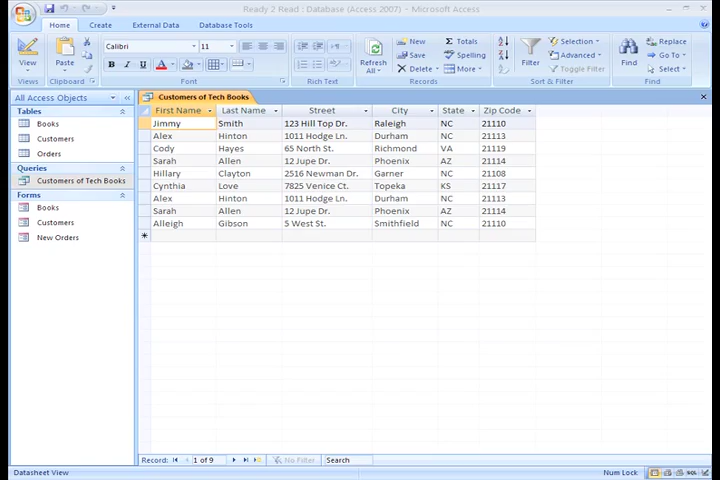 Ready 2 Read : Database (Access 2007) - Microsoft Access
Home Create External Data Database Tools
View Paste Calibri 11 Refresh All New Totals Save Spelling Delete More Filter Selection Advanced Toggle Filter Find Replace Go To Select
B I U A
Views Clipboard Font Rich Text Records Sort & Filter Find
All Access Objects
Tables
Books
Customers
Orders
Queries
Customers of Tech Books
Forms
Books
Customers
New Orders
Customers of Tech Books
First Name Last Name Street City State Zip Code
Jimmy Smith 123 Hill Top Dr. Raleigh NC 21110
Alex Hinton 1011 Hodge Ln. Durham NC 21113
Cody Hayes 65 North St. Richmond VA 21119
Sarah Allen 12 Jupe Dr. Phoenix AZ 21114
Hillary Clayton 2516 Newman Dr. Garner NC 21108
Cynthia Love 7825 Venice Ct. Topeka KS 21117
Alex Hinton 1011 Hodge Ln. Durham NC 21113
Sarah Allen 12 Jupe Dr. Phoenix AZ 21114
Alleigh Gibson 5 West St. Smithfield NC 21110
Record: 1 of 9 No Filter Search
Datasheet View Num Lock SQL